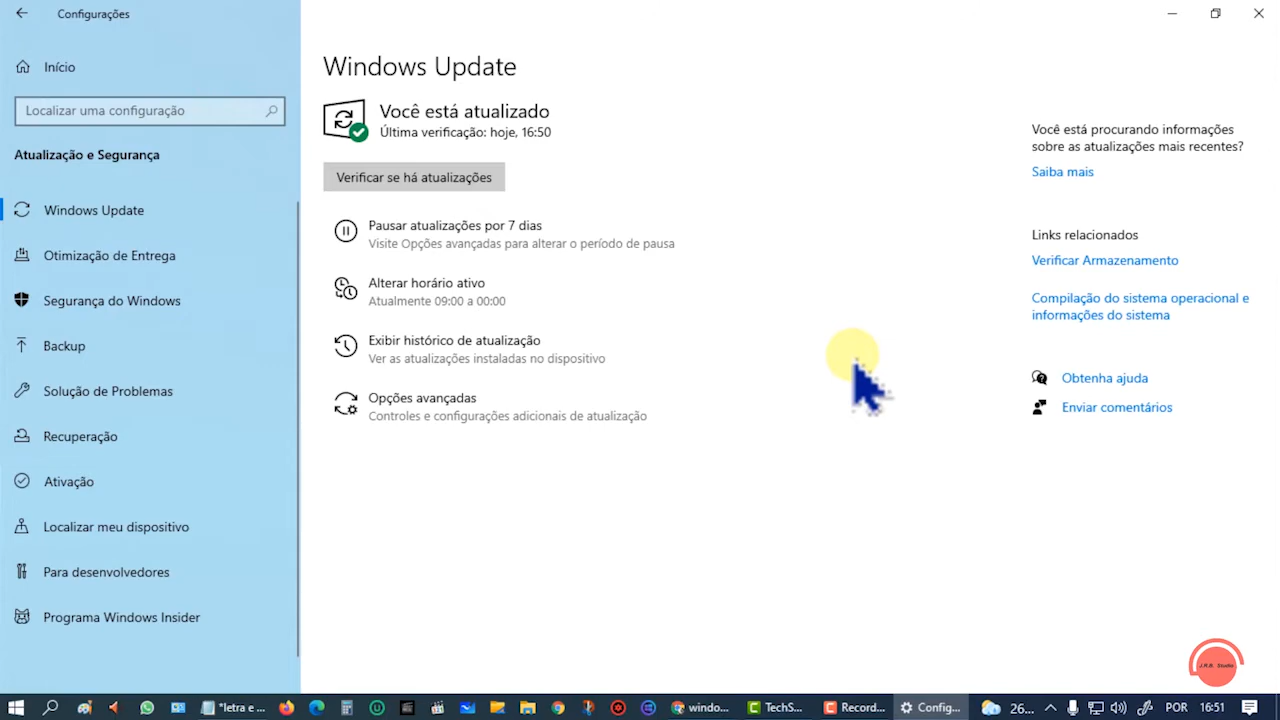 Configurações
Início
Localizar uma configuração
Atualização e Segurança
Windows Update
Otimização de Entrega
Segurança do Windows
Backup
Solução de Problemas
Recuperação
Ativação
Localizar meu dispositivo
Para desenvolvedores
Programa Windows Insider
Windows Update
Você está atualizado
Última verificação: hoje, 16:50
Verificar se há atualizações
Pausar atualizações por 7 dias
Visite Opções avançadas para alterar o período de pausa
Alterar horário ativo
Atualmente 09:00 a 00:00
Exibir histórico de atualização
Ver as atualizações instaladas no dispositivo
Opções avançadas
Controles e configurações adicionais de atualização
Você está procurando informações
sobre as atualizações mais recentes?
Saiba mais
Links relacionados
Verificar Armazenamento
Compilação do sistema operacional e
informações do sistema
Obtenha ajuda
Enviar comentários
J.R.B. Studio
*letra e ... windo... TechS... Record... Config... 26... POR 16:51